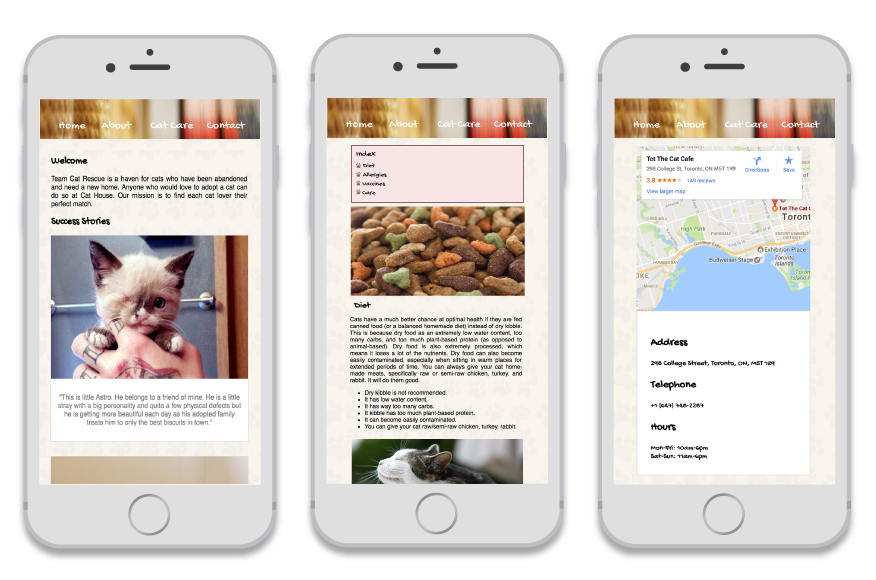 Home About Cat Care Contact
Welcome
Team Cat Rescue is a haven for cats who have been abandoned
and need a new home. Anyone who would love to adopt a cat can
do so at Cat House. Our mission is to find each cat lover their
perfect match.
Success Stories
"This is little Astro. He belongs to a friend of mine. He is a little
stray with a big personality and quite a few physical defects but
he is getting more beautiful each day as his adopted family
treats him to only the best biscuits in town."
Home About Cat Care Contact
Index
Diet
Allergies
Vaccines
Care
Diet
Cats have a much better chance at optimal health if they are fed
canned food (or a balanced homemade diet) instead of dry kibble.
This is because dry food as an extremely low water content, too
many carbs, and too much plant-based protein (as opposed to
animal-based). Dry food is also extremely processed, which
means it loses a lot of the nutrients. Dry food can also become
easily contaminated, especially when sitting in warm places for
extended periods of time. You can always give your cat home-
made meats, specifically raw or semi-raw chicken, turkey, and
rabbit. It will do them good.
• Dry kibble is not recommended.
• It has low water content.
• It has way too many carbs.
• It kibble has too much plant-based protein.
• It can become easily contaminated.
• You can give your cat raw/semi-raw chicken, turkey, rabbit.
Home About Cat Care Contact
Tot The Cat Cafe
298 College St, Toronto, ON M5T 1R9
3.8 ★★★★ 149 reviews
View larger map
Directions
Save
Tot The Cat
Toront
High Park
PARKDALE
Gardiner Expy
ENTERTAINMENT
DISTRICT
Exhibition Place
Budweiser Stage
HUMBER BAY
Toronto
Islands
OKE
Address
298 College Street, Toronto, ON, M5T 1R9
Telephone
+1 (647) 748-2287
Hours
Mon-Fri: 10am-6pm
Sat-Sun: 11am-6pm